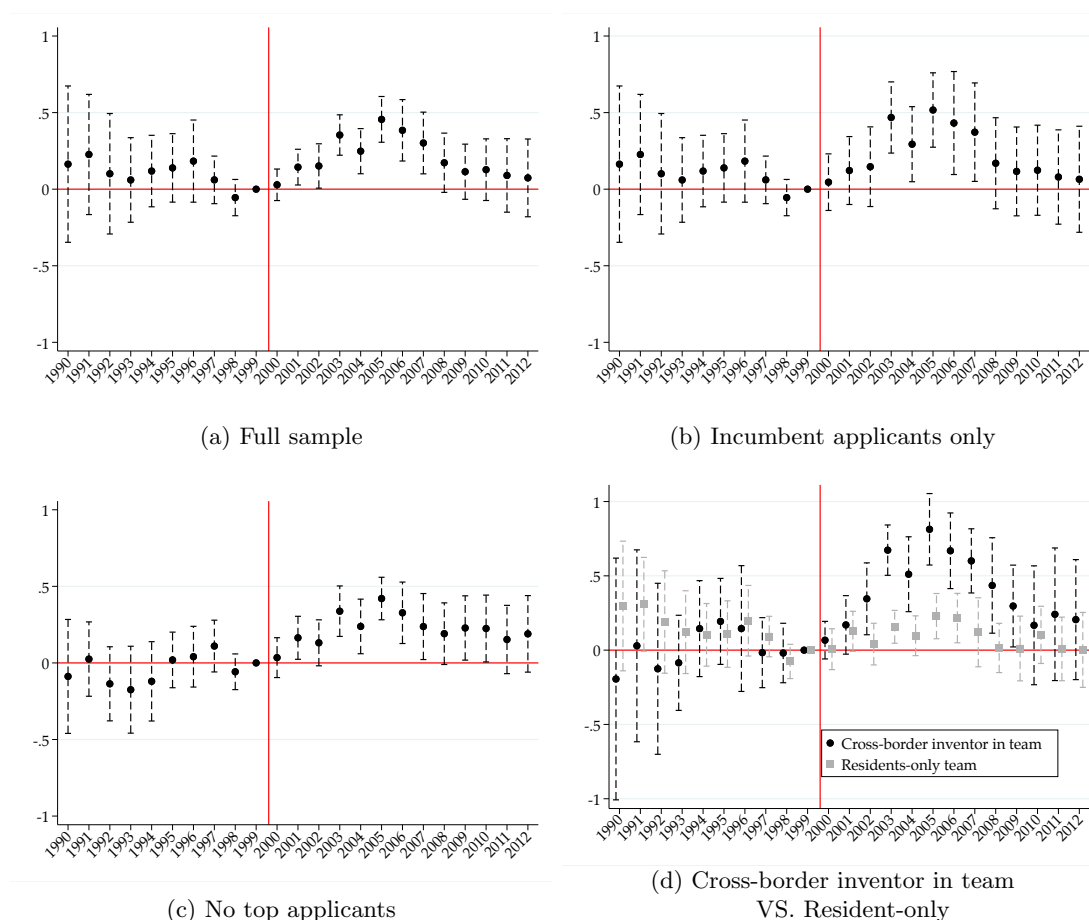 1
.5
0
-.5
-1
1990 1991 1992 1993 1994 1995 1996 1997 1998 1999 2000 2001 2002 2003 2004 2005 2006 2007 2008 2009 2010 2011 2012
(a) Full sample
1
.5
0
-.5
-1
1990 1991 1992 1993 1994 1995 1996 1997 1998 1999 2000 2001 2002 2003 2004 2005 2006 2007 2008 2009 2010 2011 2012
(b) Incumbent applicants only
1
.5
0
-.5
-1
1990 1991 1992 1993 1994 1995 1996 1997 1998 1999 2000 2001 2002 2003 2004 2005 2006 2007 2008 2009 2010 2011 2012
(c) No top applicants
1
.5
0
-.5
-1
Cross-border inventor in team
Residents-only team
1990 1991 1992 1993 1994 1995 1996 1997 1998 1999 2000 2001 2002 2003 2004 2005 2006 2007 2008 2009 2010 2011 2012
(d) Cross-border inventor in team
VS. Resident-only